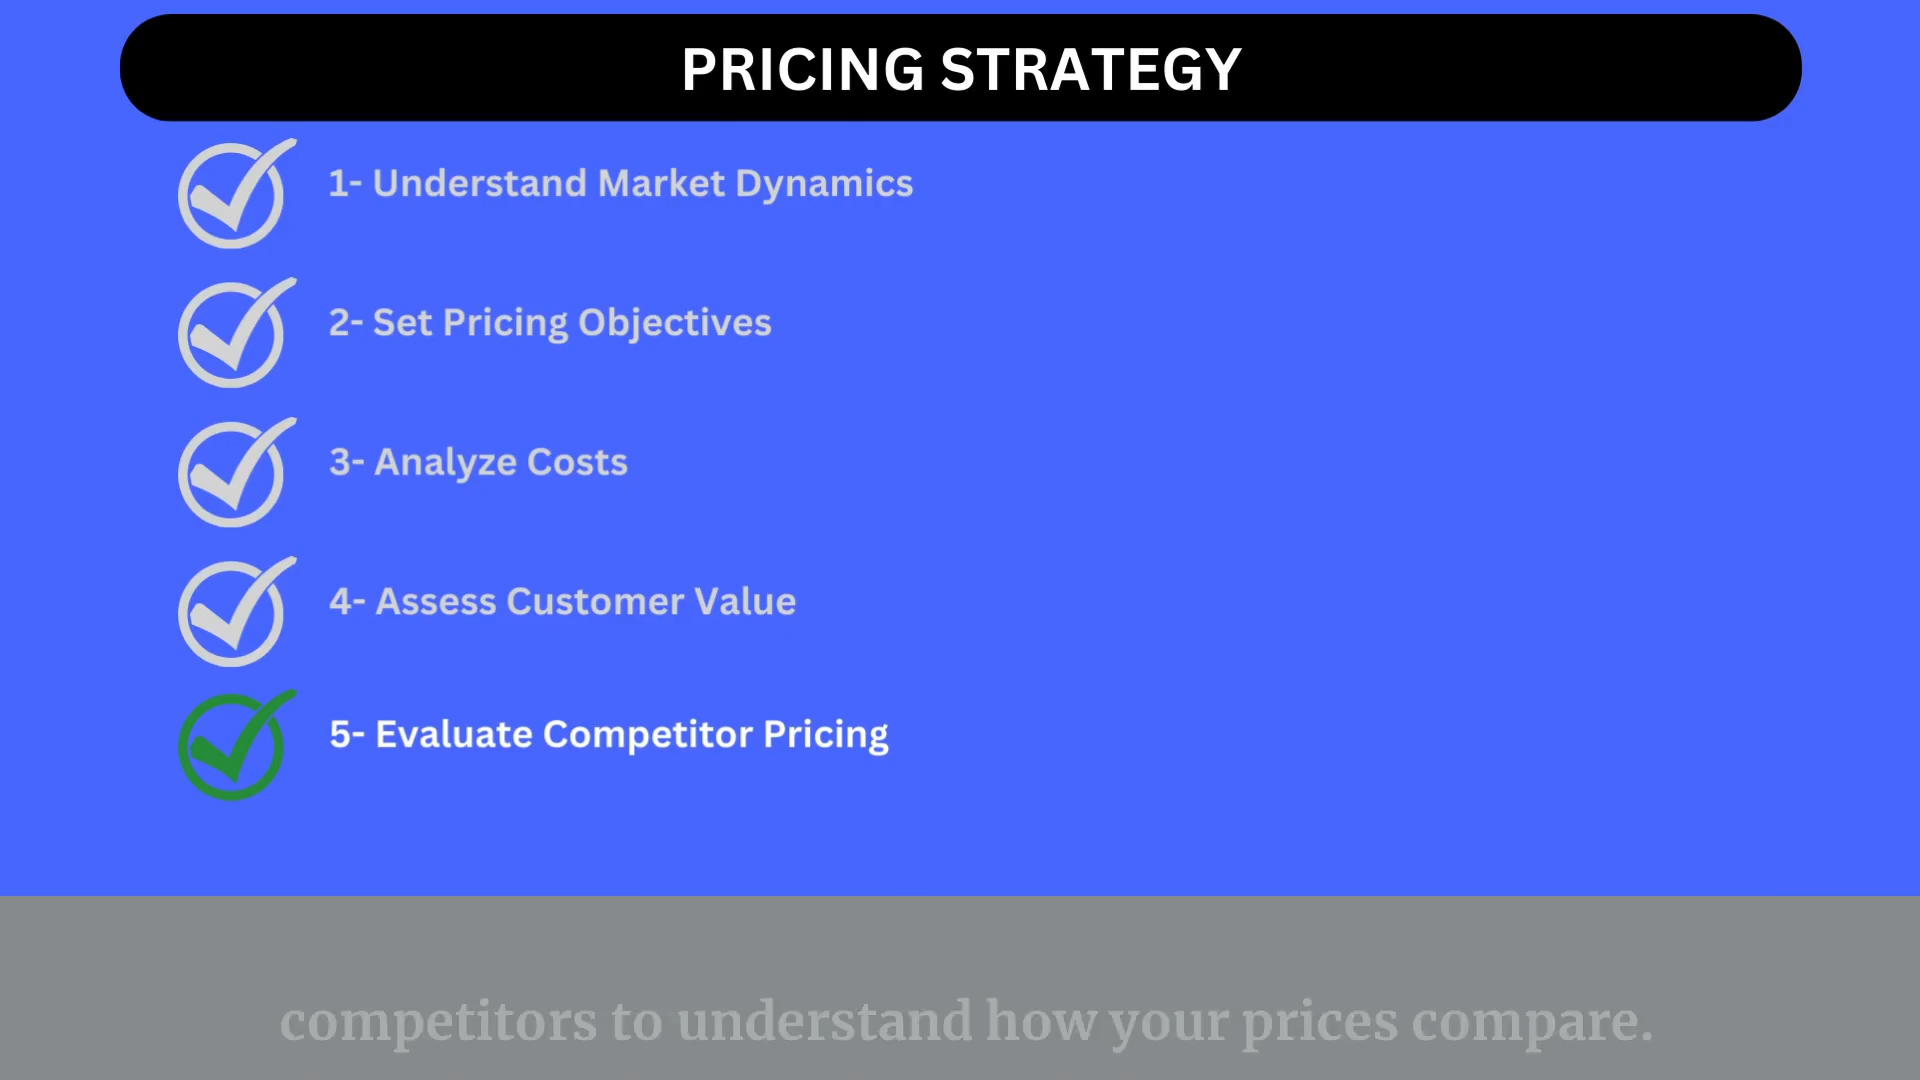 PRICING STRATEGY
1- Understand Market Dynamics
2- Set Pricing Objectives
3- Analyze Costs
4- Assess Customer Value
5- Evaluate Competitor Pricing
competitors to understand how your prices compare.